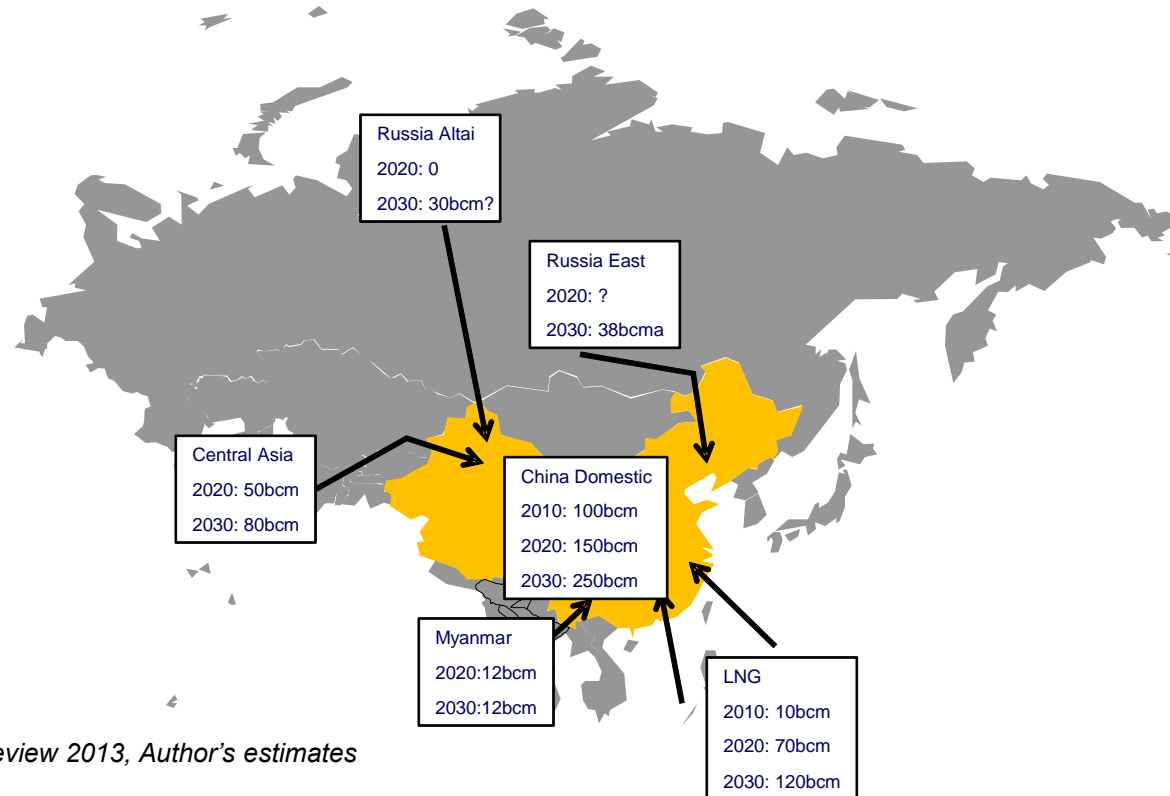 Russia Altai
2020: 0
2030: 30bcm?
Russia East
2020: ?
2030: 38bcma
Central Asia
2020: 50bcm
2030: 80bcm
China Domestic
2010: 100bcm
2020: 150bcm
2030: 250bcm
Myanmar
2020:12bcm
2030:12bcm
LNG
2010: 10bcm
2020: 70bcm
2030: 120bcm
eview 2013, Author's estimates